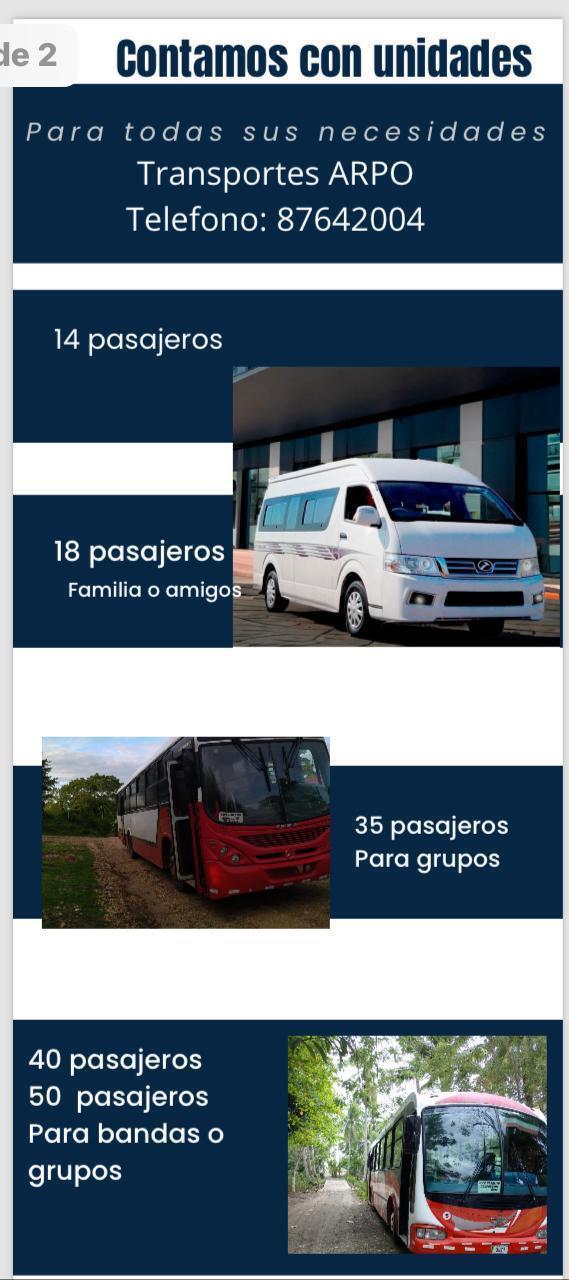 de 2
Contamos con unidades
Para todas sus necesidades
Transportes ARPO
Telefono: 87642004
14 pasajeros
18 pasajeros
Familia o amigos
35 pasajeros
Para grupos
40 pasajeros
50 pasajeros
Para bandas o
grupos